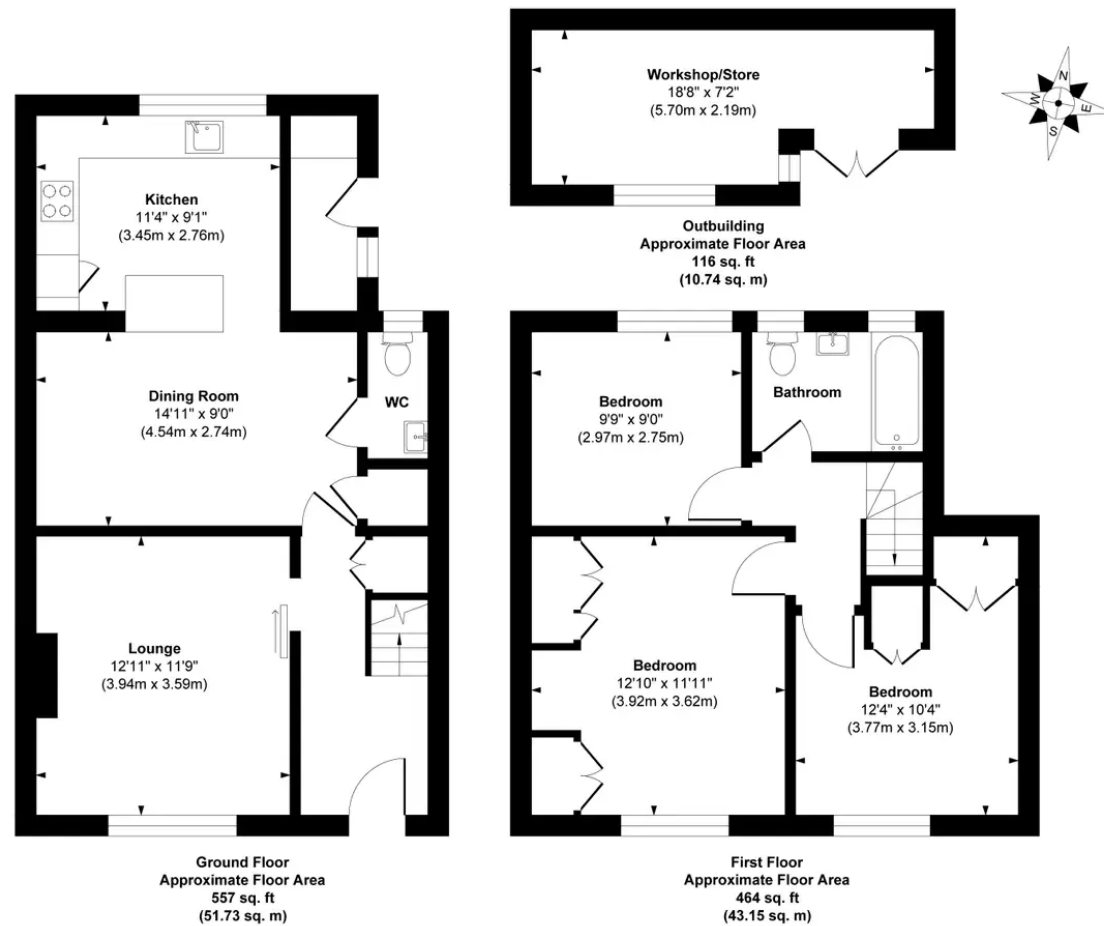 Workshop/Store
18'8" x 7'2"
(5.70m x 2.19m)
N
W
E
S
Outbuilding
Approximate Floor Area
116 sq. ft
(10.74 sq. m)
Kitchen
11'4" x 9'1"
(3.45m x 2.76m)
Dining Room
14'11" x 9'0"
(4.54m x 2.74m)
WC
Lounge
12'11" x 11'9"
(3.94m x 3.59m)
Ground Floor
Approximate Floor Area
557 sq. ft
(51.73 sq. m)
Bedroom
9'9" x 9'0"
(2.97m x 2.75m)
Bathroom
Bedroom
12'10" x 11'11"
(3.92m x 3.62m)
Bedroom
12'4" x 10'4"
(3.77m x 3.15m)
First Floor
Approximate Floor Area
464 sq. ft
(43.15 sq. m)